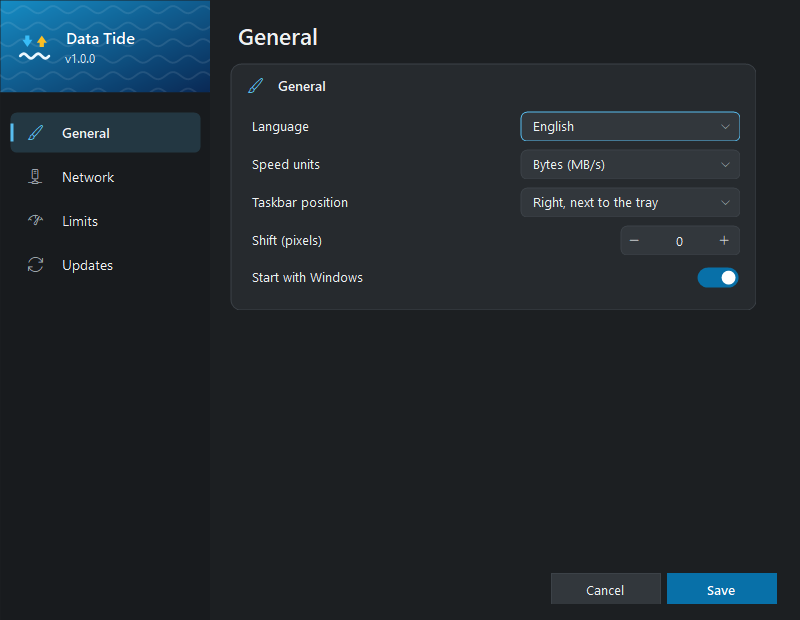 Data Tide
v1.0.0
General
Network
Limits
Updates
General
General
Language English
Speed units Bytes (MB/s)
Taskbar position Right, next to the tray
Shift (pixels) − 0 +
Start with Windows
Cancel Save